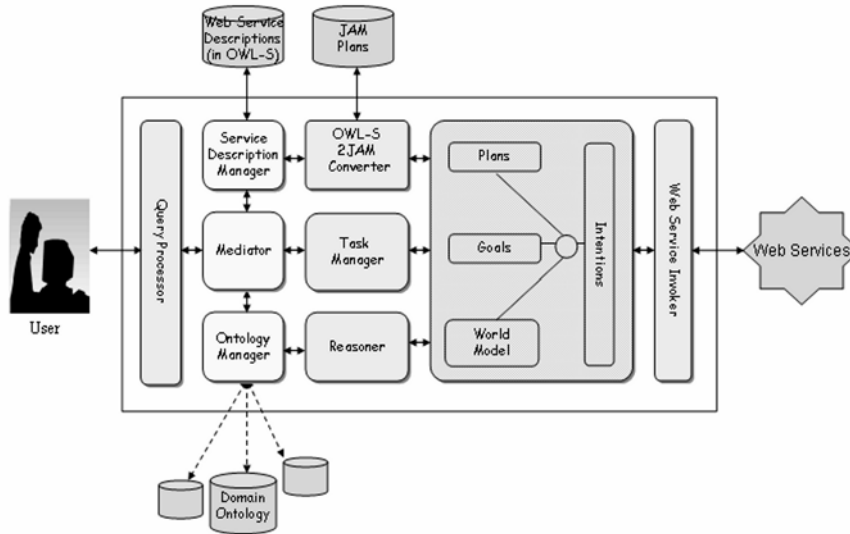 Web Service
Descriptions
(in OWL-S)
JAM
Plans
Service
Description
Manager
OWL-S
2JAM
Converter
Plans
Query Processor
Mediator
Task
Manager
Goals
Intentions
Web Service Invoker
Web Services
User
Ontology
Manager
Reasoner
World
Model
Domain
Ontology